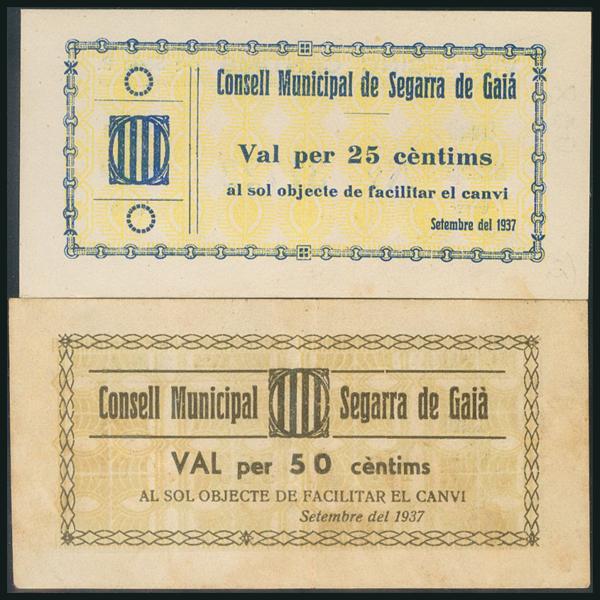 Consell Municipal de Segarra de Gaiá
Val per 25 cèntims
al sol objecte de facilitar el canvi
Setembre del 1937
Consell Municipal Segarra de Gaià
VAL per 50 cèntims
AL SOL OBJECTE DE FACILITAR EL CANVI
Setembre del 1937